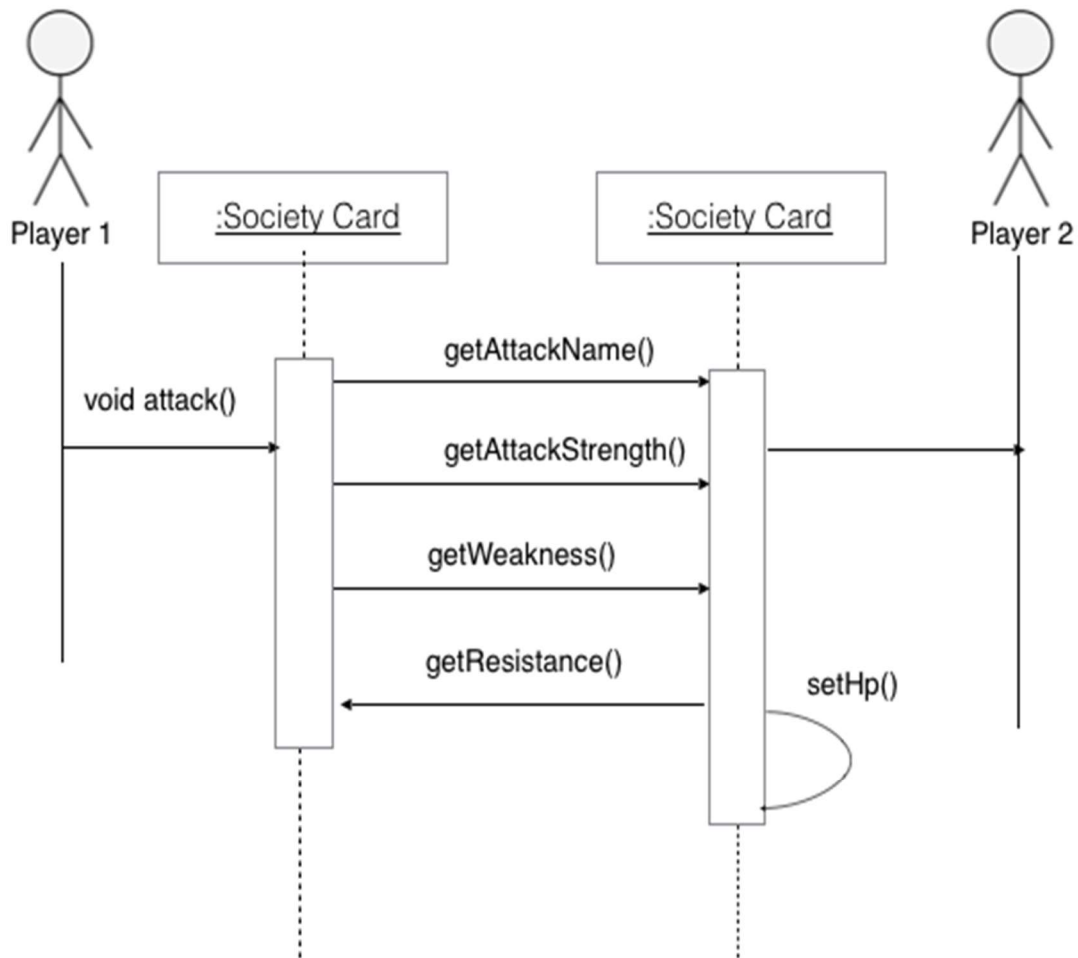 Player 1
:Society Card
:Society Card
Player 2
getAttackName()
void attack()
getAttackStrength()
getWeakness()
getResistance()
setHp()